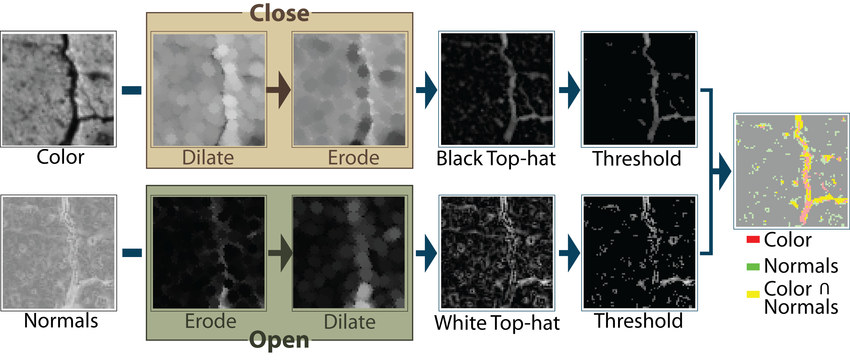 Close
Color
Dilate
Erode
Black Top-hat
Threshold
Normals
Erode
Dilate
White Top-hat
Threshold
Open
Color
Normals
Color ∩
Normals